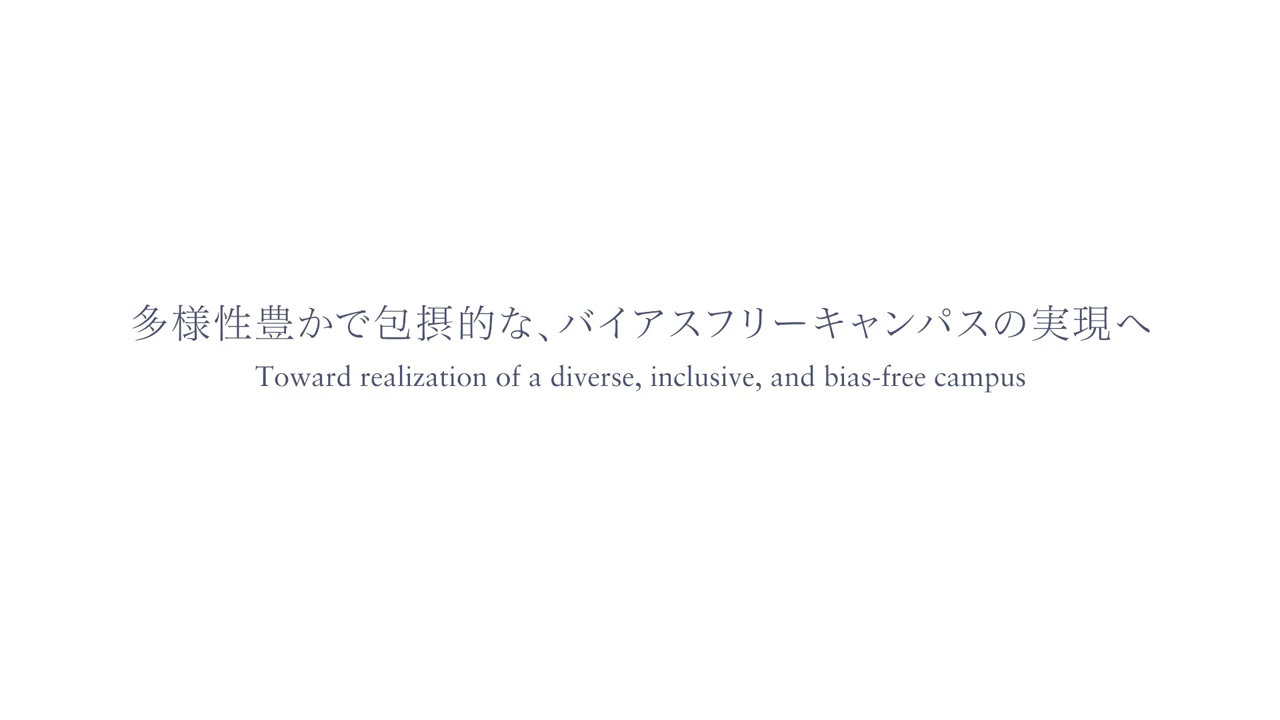 多様性豊かで包摂的な、バイアスフリーキャンパスの実現へ
Toward realization of a diverse, inclusive, and bias-free campus